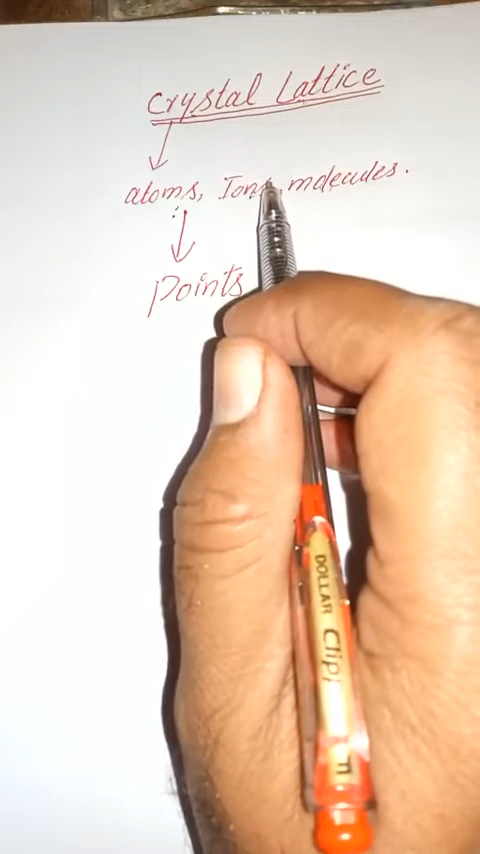 Crystal Lattice
atoms, Ions, molecules.
Points
DOLLAR Clip